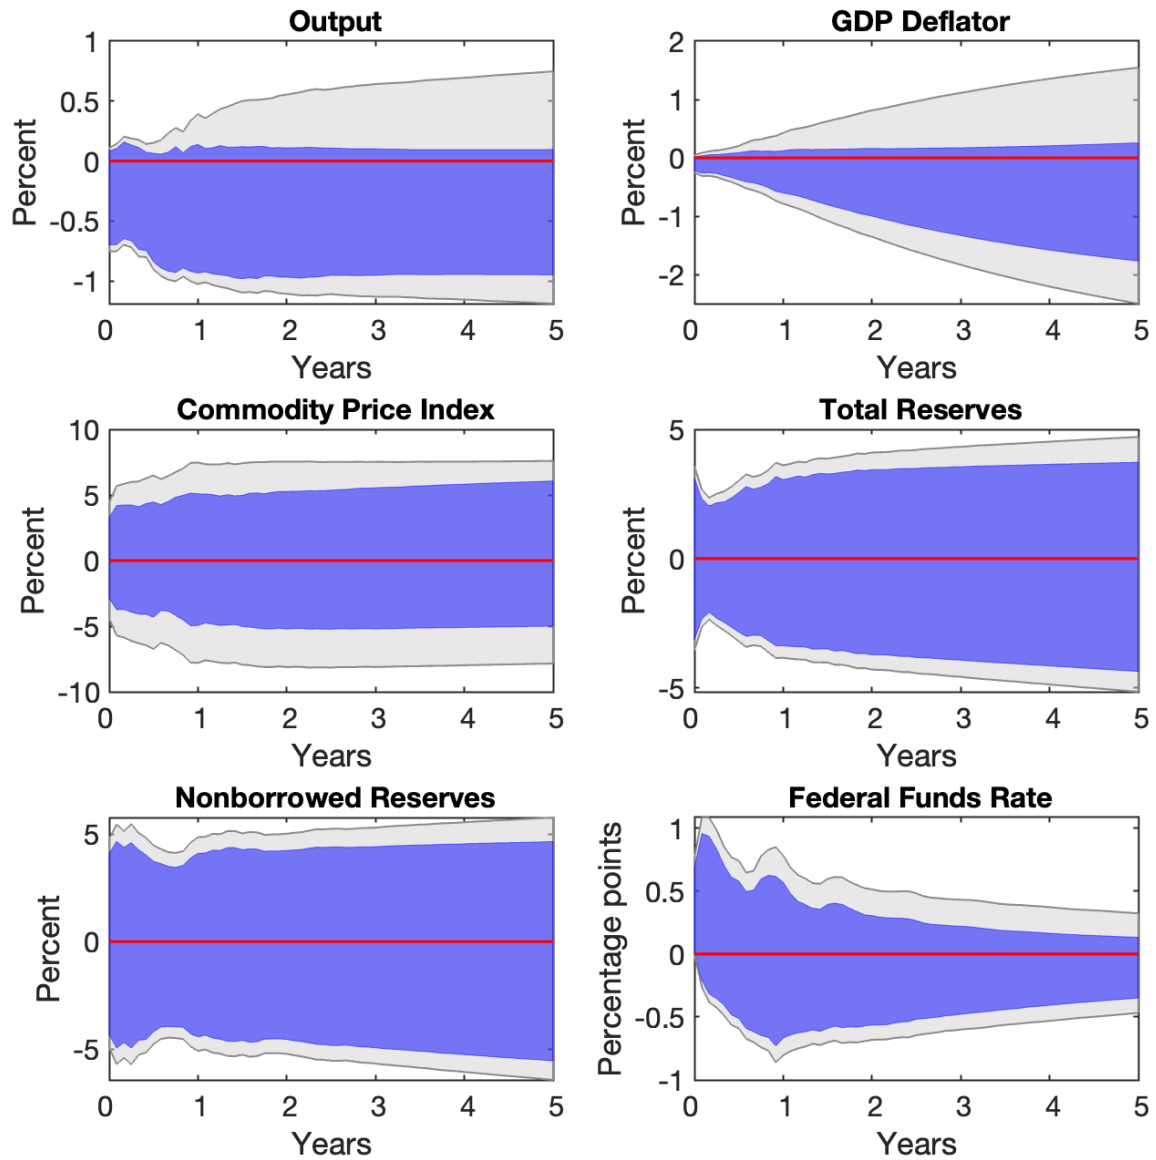 Output
GDP Deflator
1
0.5
0
-0.5
-1
Percent
0 1 2 3 4 5
Years
2
1
0
-1
-2
Percent
0 1 2 3 4 5
Years
Commodity Price Index
Total Reserves
10
5
0
-5
-10
Percent
0 1 2 3 4 5
Years
5
0
-5
Percent
0 1 2 3 4 5
Years
Nonborrowed Reserves
Federal Funds Rate
5
0
-5
Percent
0 1 2 3 4 5
Years
1
0.5
0
-0.5
-1
Percentage points
0 1 2 3 4 5
Years